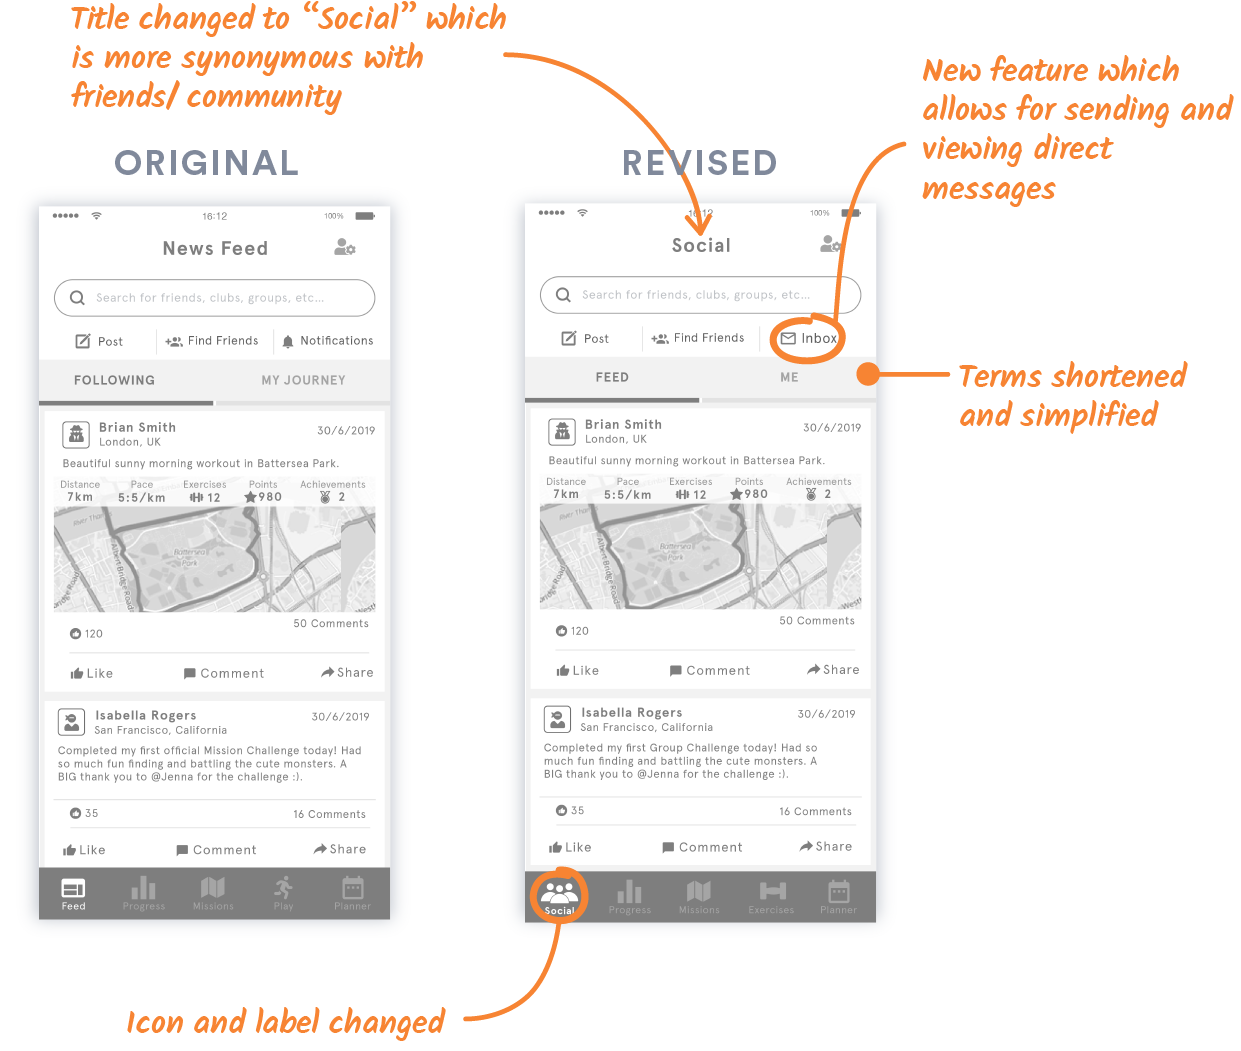 Title changed to “Social” which
is more synonymous with
friends/ community
New feature which
allows for sending and
viewing direct
messages
ORIGINAL
16:12
100%
News Feed
Search for friends, clubs, groups, etc...
Post
Find Friends
Notifications
FOLLOWING
MY JOURNEY
Brian Smith
London, UK
30/6/2019
Beautiful sunny morning workout in Battersea Park.
Distance Pace Exercises Points Achievements
7km 5:5/km 12 980 2
Battersea
Park
Albert Bridge Road
120
50 Comments
Like
Comment
Share
Isabella Rogers
San Francisco, California
30/6/2019
Completed my first official Mission Challenge today! Had
so much fun finding and battling the cute monsters. A
BIG thank you to @Jenna for the challenge :).
35
16 Comments
Like
Comment
Share
Feed
Progress
Missions
Play
Planner
REVISED
16:12
100%
Social
Search for friends, clubs, groups, etc...
Post
Find Friends
Inbox
FEED
ME
Terms shortened
and simplified
Brian Smith
London, UK
30/6/2019
Beautiful sunny morning workout in Battersea Park.
Distance Pace Exercises Points Achievements
7km 5:5/km 12 980 2
Battersea
Park
Albert Bridge Road
120
50 Comments
Like
Comment
Share
Isabella Rogers
San Francisco, California
30/6/2019
Completed my first Group Challenge today! Had so
much fun finding and battling the cute monsters. A
BIG thank you to @Jenna for the challenge :).
35
16 Comments
Like
Comment
Share
Social
Progress
Missions
Exercises
Planner
Icon and label changed